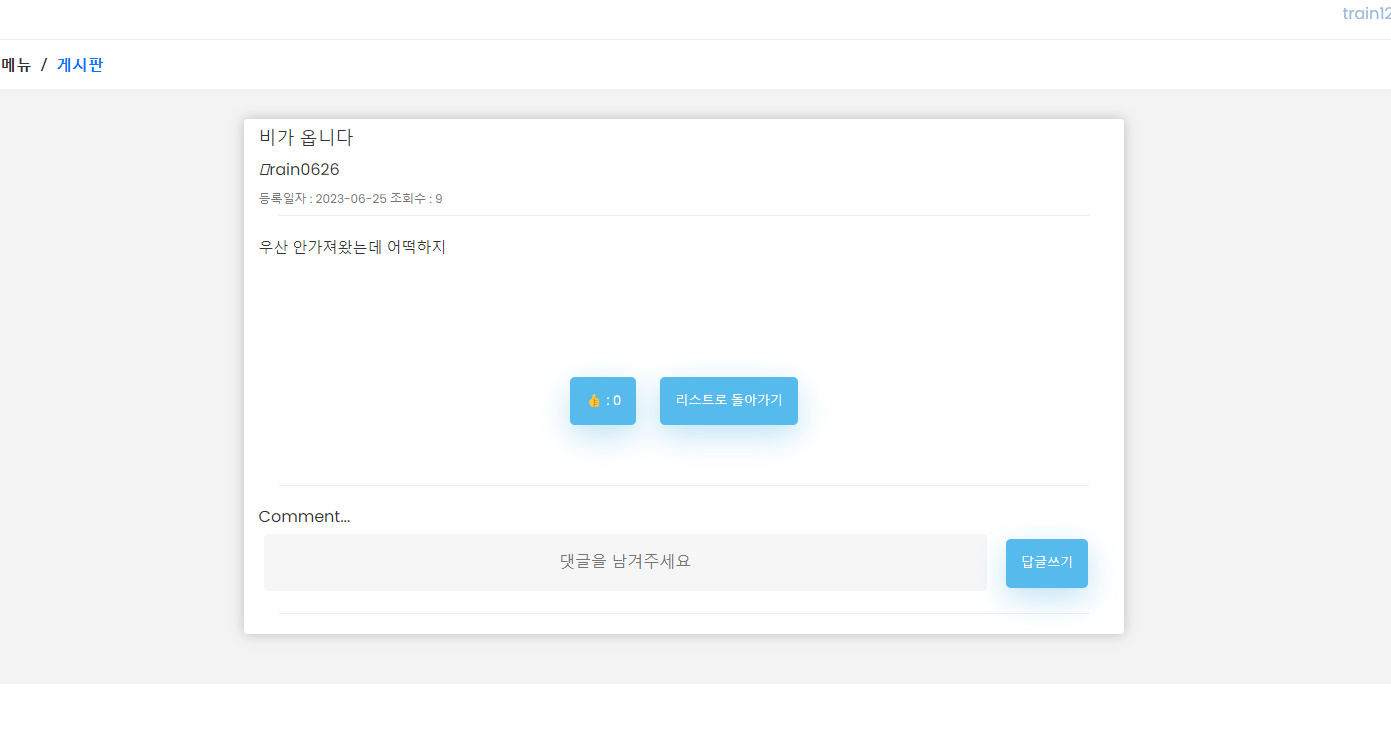 train12
메뉴 / 게시판
비가 옵니다
rain0626
등록일자 : 2023-06-25 조회수 : 9
우산 안가져왔는데 어떡하지
👍 : 0
리스트로 돌아가기
Comment...
댓글을 남겨주세요
답글쓰기